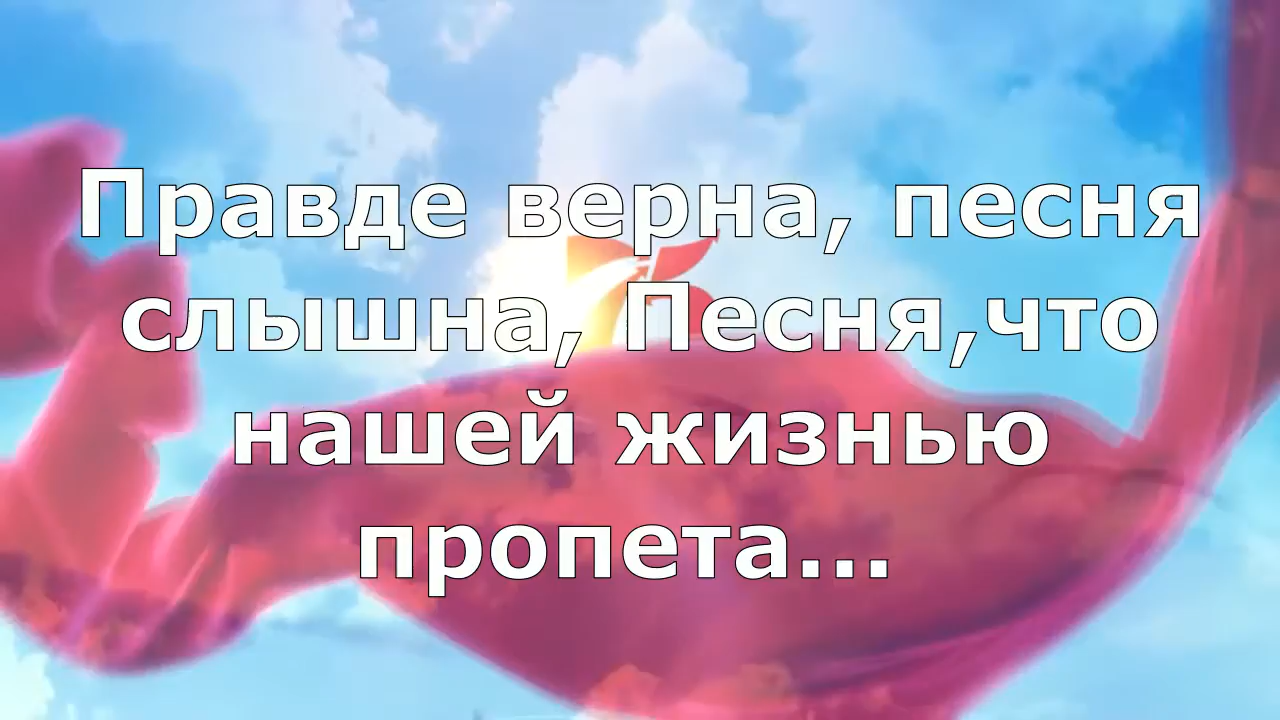 Правде верна, песня
слышна, Песня,что
нашей жизнью
пропета...